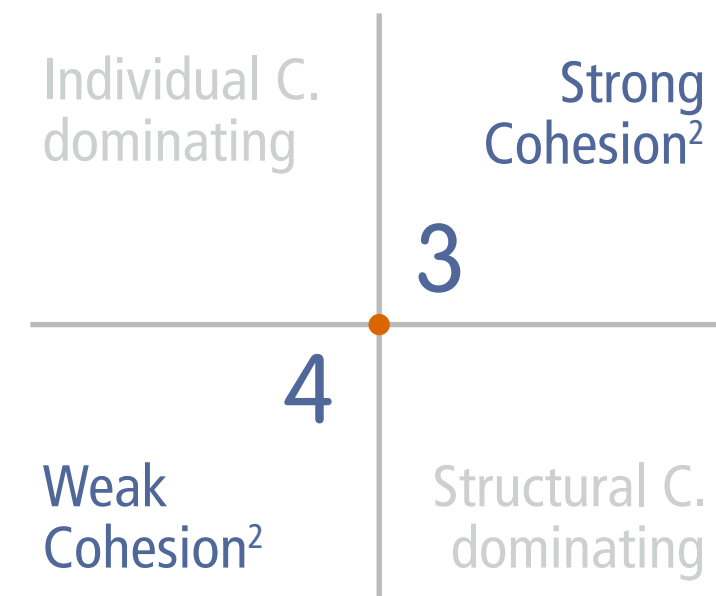 Individual C.
dominating
Strong
Cohesion²
3
4
Weak
Cohesion²
Structural C.
dominating